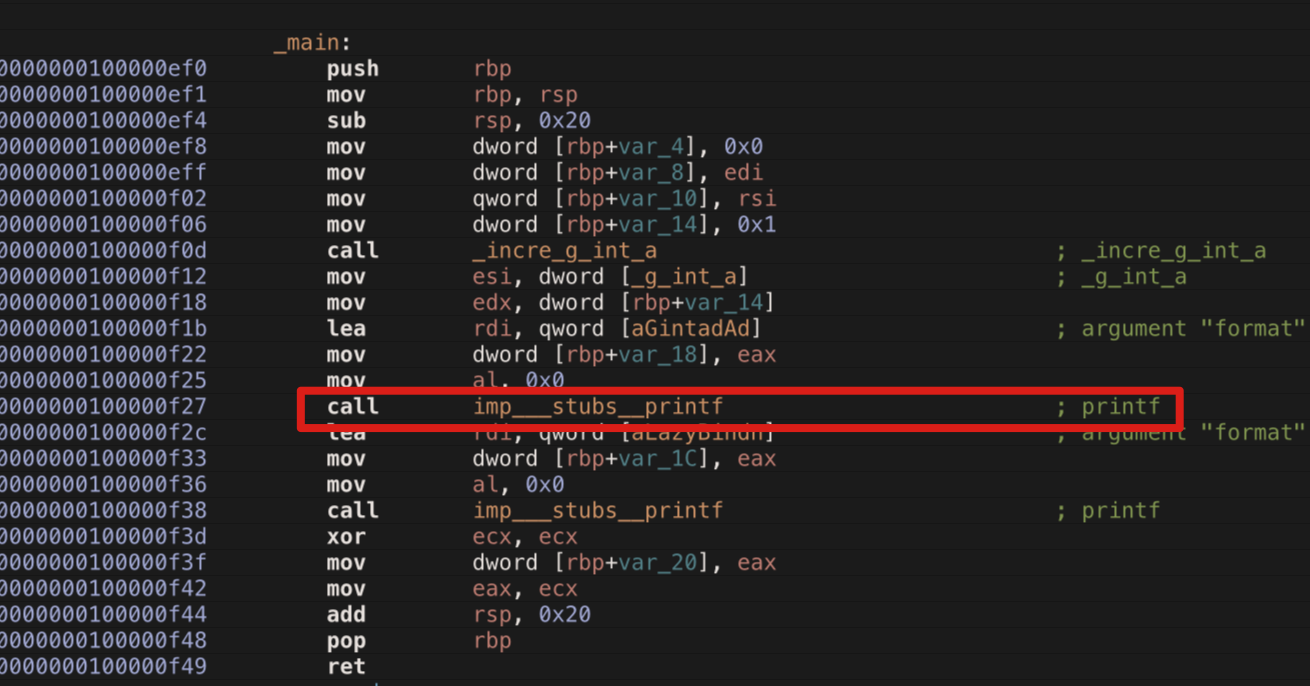 _main:
0000000100000ef0 push rbp
0000000100000ef1 mov rbp, rsp
0000000100000ef4 sub rsp, 0x20
0000000100000ef8 mov dword [rbp+var_4], 0x0
0000000100000eff mov dword [rbp+var_8], edi
0000000100000f02 mov qword [rbp+var_10], rsi
0000000100000f06 mov dword [rbp+var_14], 0x1
0000000100000f0d call _incre_g_int_a ; _incre_g_int_a
0000000100000f12 mov esi, dword [_g_int_a] ; _g_int_a
0000000100000f18 mov edx, dword [rbp+var_14]
0000000100000f1b lea rdi, qword [aGintadAd] ; argument "format"
0000000100000f22 mov dword [rbp+var_18], eax
0000000100000f25 mov al, 0x0
0000000100000f27 call imp___stubs__printf ; printf
0000000100000f2c lea rdi, qword [aLazyBindn] ; argument "format"
0000000100000f33 mov dword [rbp+var_1C], eax
0000000100000f36 mov al, 0x0
0000000100000f38 call imp___stubs__printf ; printf
0000000100000f3d xor ecx, ecx
0000000100000f3f mov dword [rbp+var_20], eax
0000000100000f42 mov eax, ecx
0000000100000f44 add rsp, 0x20
0000000100000f48 pop rbp
0000000100000f49 ret